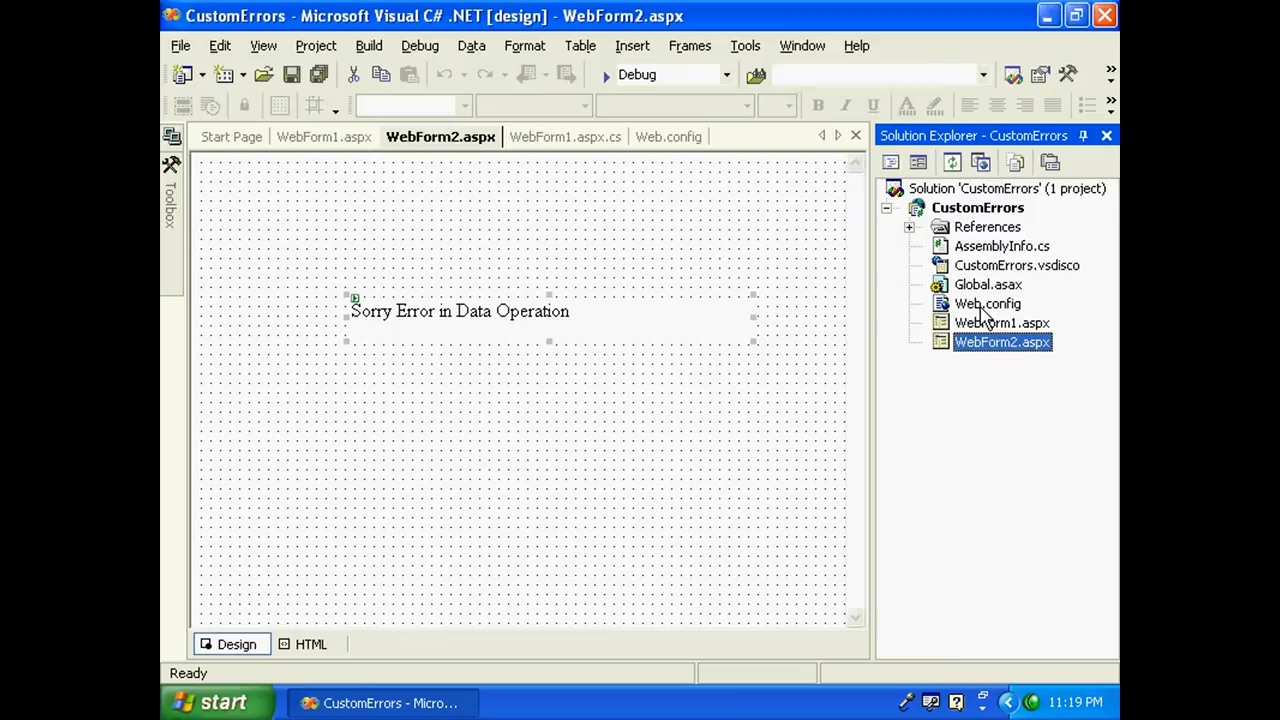 CustomErrors - Microsoft Visual C# .NET [design] - WebForm2.aspx
File Edit View Project Build Debug Data Format Table Insert Frames Tools Window Help
Debug
B I U A
Start Page WebForm1.aspx WebForm2.aspx WebForm1.aspx.cs Web.config
Toolbox
Sorry Error in Data Operation
Solution Explorer - CustomErrors
Solution 'CustomErrors' (1 project)
CustomErrors
References
AssemblyInfo.cs
CustomErrors.vsdisco
Global.asax
Web.config
WebForm1.aspx
WebForm2.aspx
Design HTML
Ready
start CustomErrors - Micro... 11:19 PM